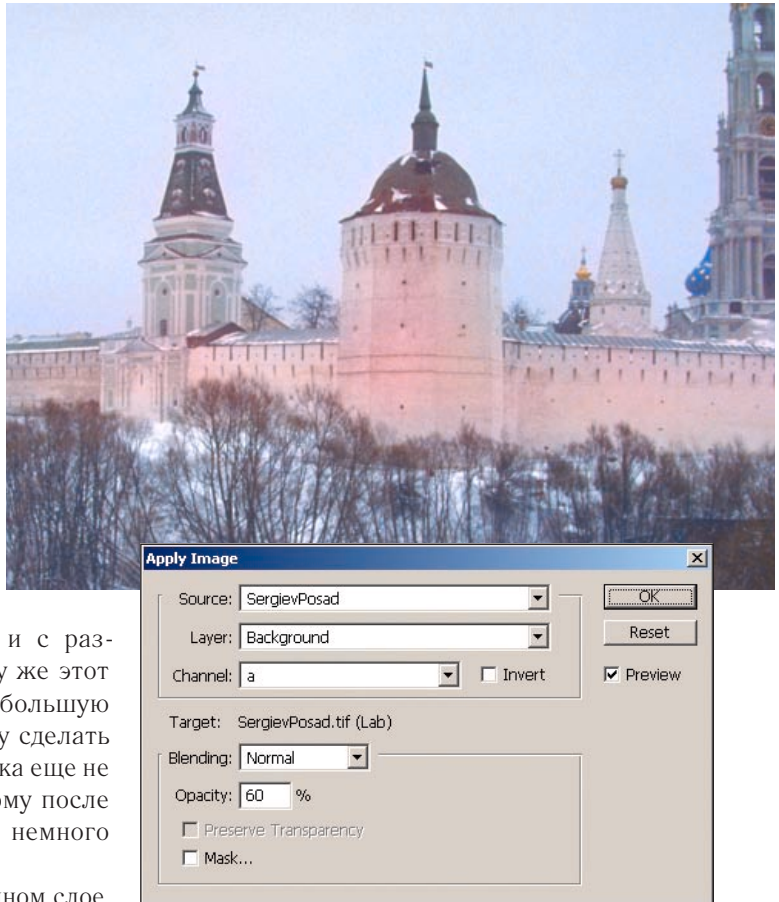 и с раз-
у же этот
большую
у сделать
ка еще не
ому после
немного
ном слое
Apply Image
Source: SergievPosad
OK
Layer: Background
Reset
Channel: a
Invert
Preview
Target: SergievPosad.tif (Lab)
Blending: Normal
Opacity: 60 %
Preserve Transparency
Mask...